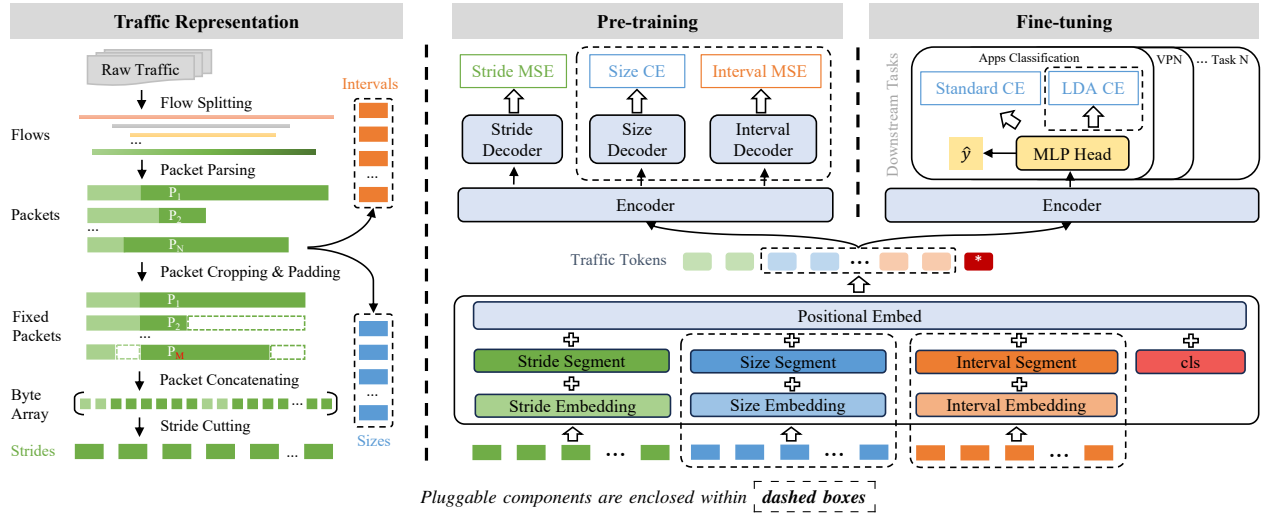 Traffic Representation
Raw Traffic
Flow Splitting
Flows
...
Packet Parsing
P1
Packets
P2
...
PN
Packet Cropping & Padding
P1
Fixed
Packets
P2
...
PM
Packet Concatenating
Byte
Array
...
Stride Cutting
Strides
...
Intervals
...
...
Sizes
Pre-training
Stride MSE
Size CE
Interval MSE
Stride
Decoder
Size
Decoder
Interval
Decoder
Encoder
Fine-tuning
Downstream Tasks
Apps Classification
VPN
... Task N
Standard CE
LDA CE
ŷ
MLP Head
Encoder
Traffic Tokens
...
*
Positional Embed
Stride Segment
Size Segment
Interval Segment
cls
Stride Embedding
Size Embedding
Interval Embedding
...
...
...
Pluggable components are enclosed within dashed boxes